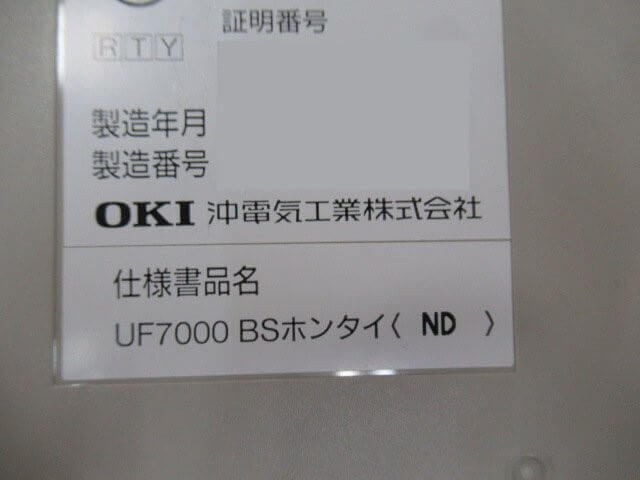 証明番号
RTY
製造年月
製造番号
OKI 沖電気工業株式会社
仕様書品名
UF7000 BSホンタイ〈 ND 〉